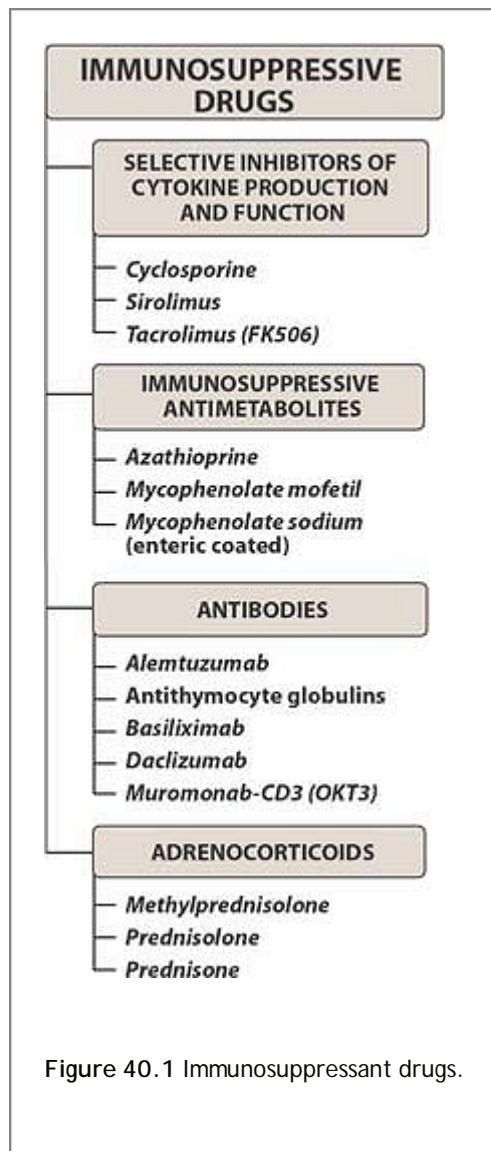 IMMUNOSUPPRESSIVE
DRUGS
SELECTIVE INHIBITORS OF
CYTOKINE PRODUCTION
AND FUNCTION
Cyclosporine
Sirolimus
Tacrolimus (FK506)
IMMUNOSUPPRESSIVE
ANTIMETABOLITES
Azathioprine
Mycophenolate mofetil
Mycophenolate sodium
(enteric coated)
ANTIBODIES
Alemtuzumab
Antithymocyte globulins
Basiliximab
Daclizumab
Muromonab-CD3 (OKT3)
ADRENOCORTICOIDS
Methylprednisolone
Prednisolone
Prednisone
Figure 40.1 Immunosuppressant drugs.